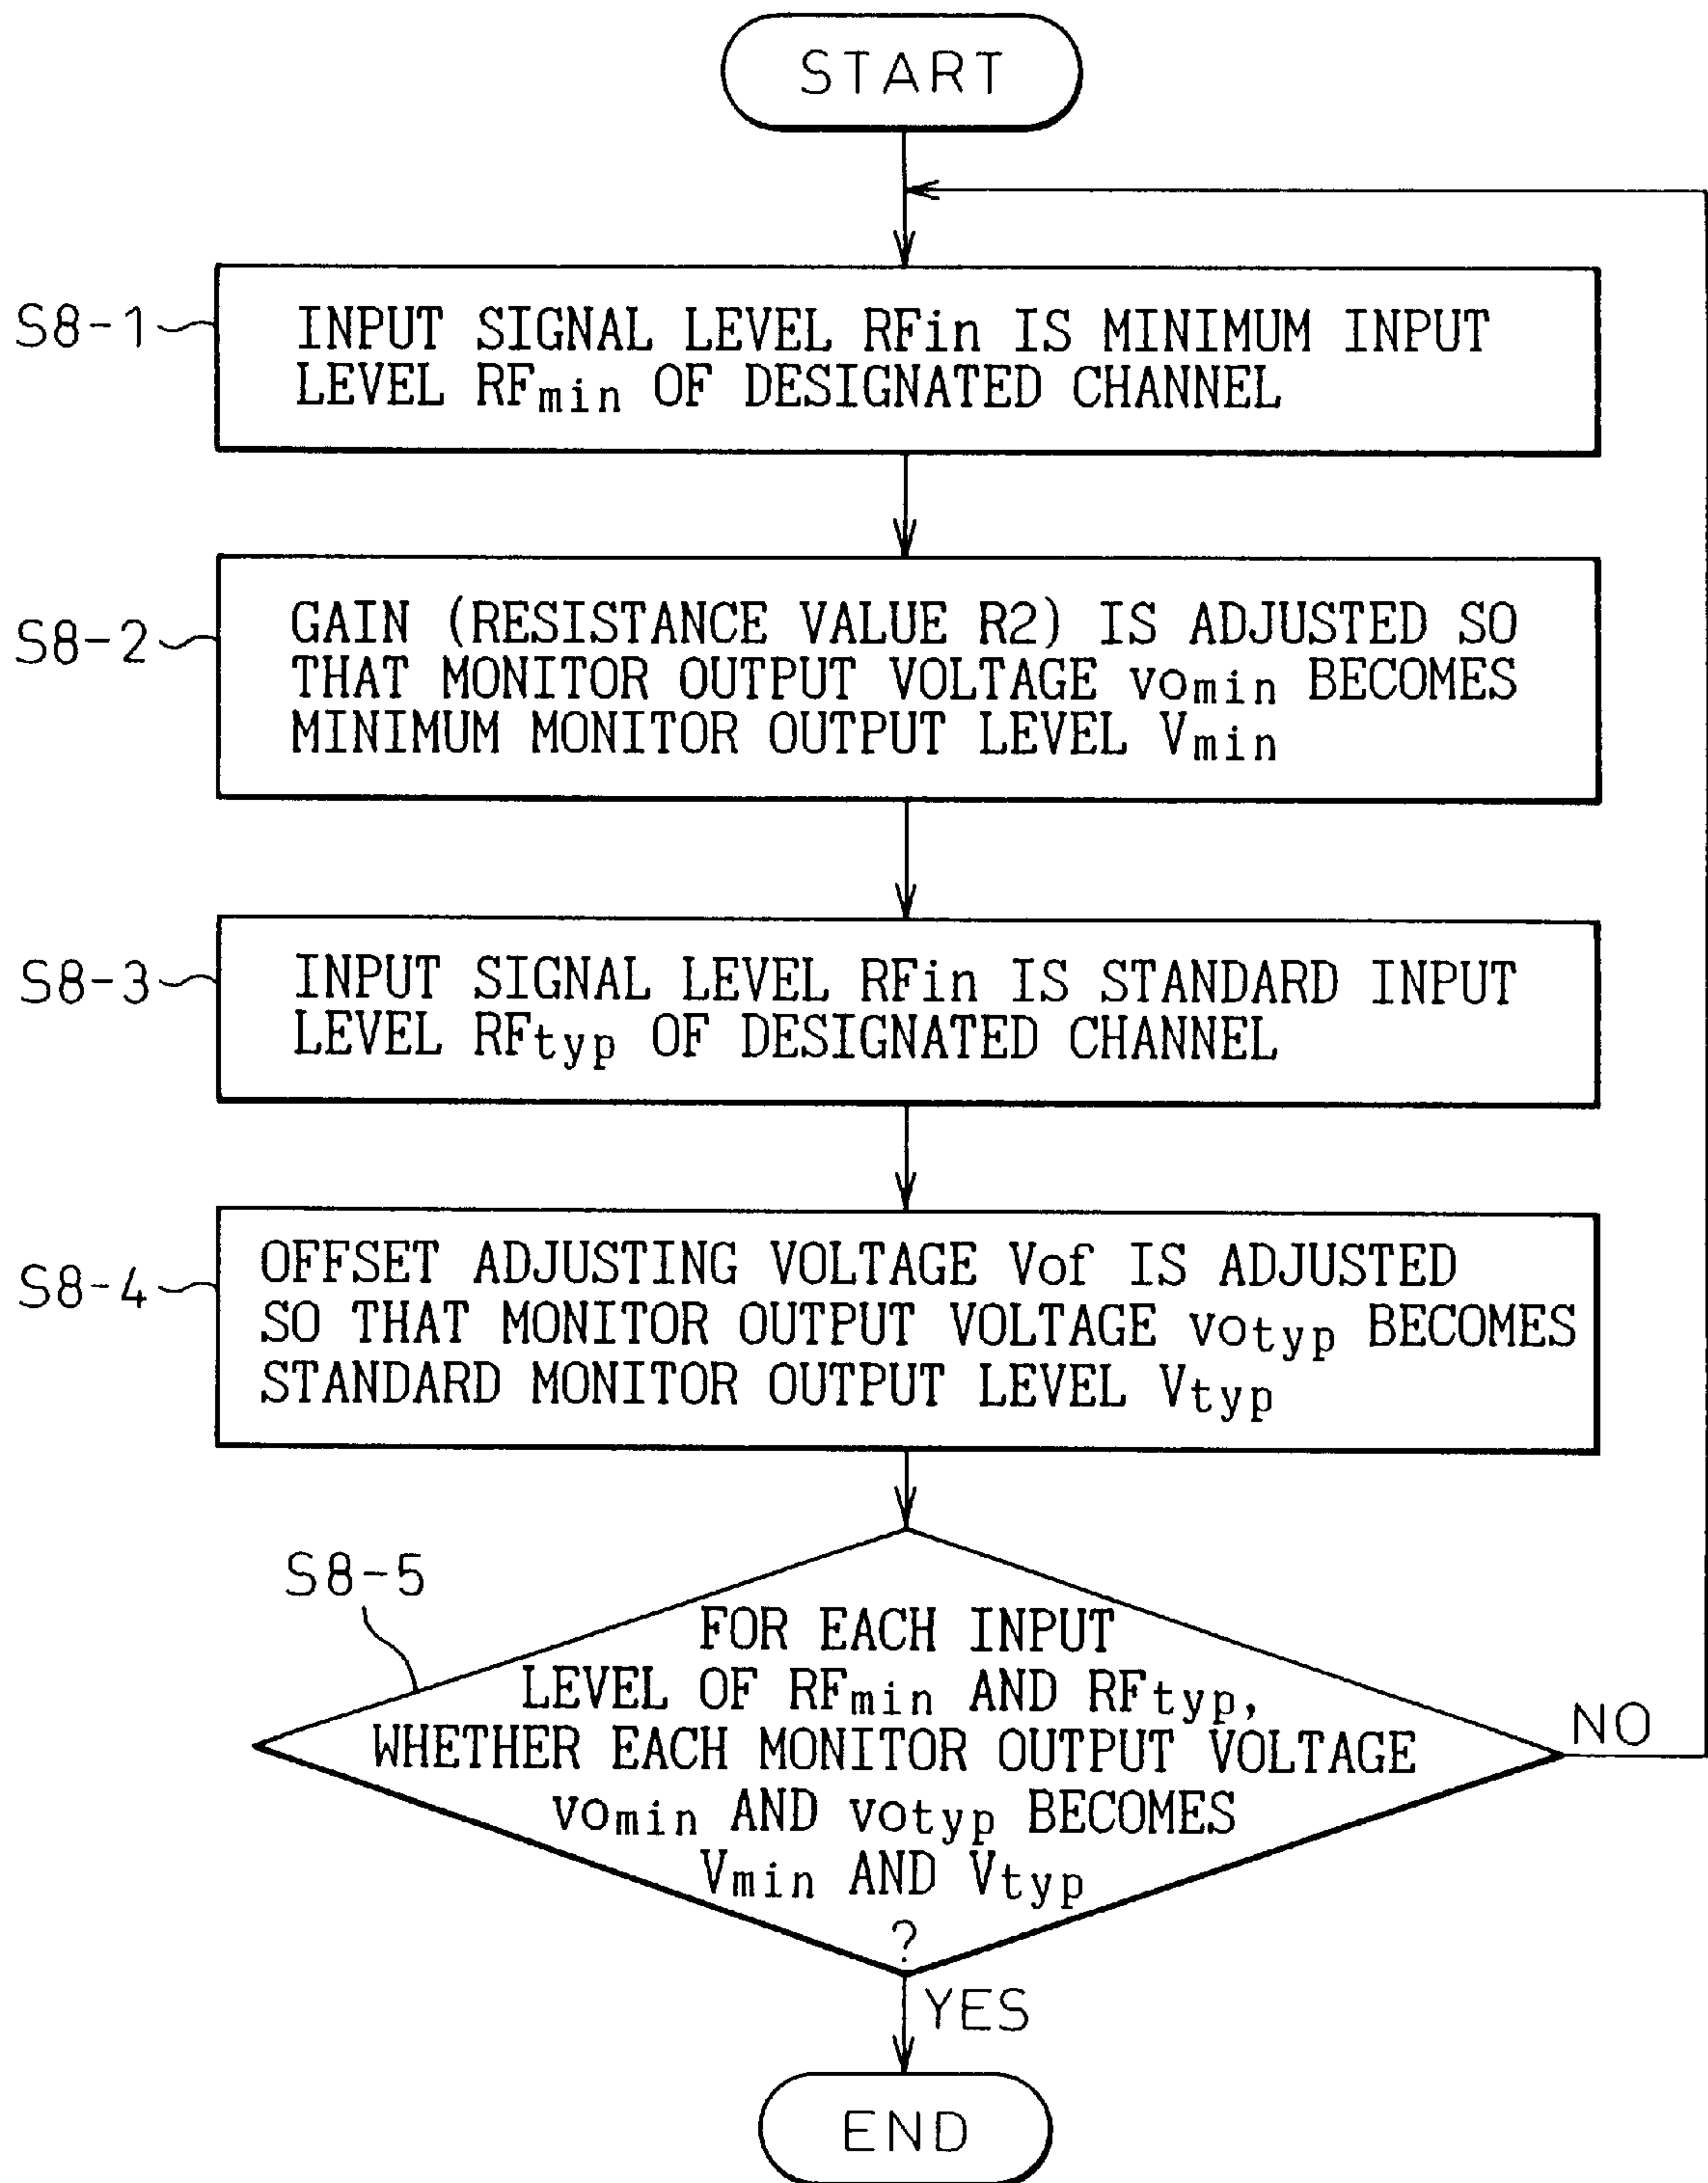 START
S8-1
INPUT SIGNAL LEVEL RFin IS MINIMUM INPUT
LEVEL RFmin OF DESIGNATED CHANNEL
S8-2
GAIN (RESISTANCE VALUE R2) IS ADJUSTED SO
THAT MONITOR OUTPUT VOLTAGE vomin BECOMES
MINIMUM MONITOR OUTPUT LEVEL Vmin
S8-3
INPUT SIGNAL LEVEL RFin IS STANDARD INPUT
LEVEL RFtyp OF DESIGNATED CHANNEL
S8-4
OFFSET ADJUSTING VOLTAGE Vof IS ADJUSTED
SO THAT MONITOR OUTPUT VOLTAGE votyp BECOMES
STANDARD MONITOR OUTPUT LEVEL Vtyp
S8-5
FOR EACH INPUT
LEVEL OF RFmin AND RFtyp,
WHETHER EACH MONITOR OUTPUT VOLTAGE
vomin AND votyp BECOMES
Vmin AND Vtyp
?
NO
YES
END